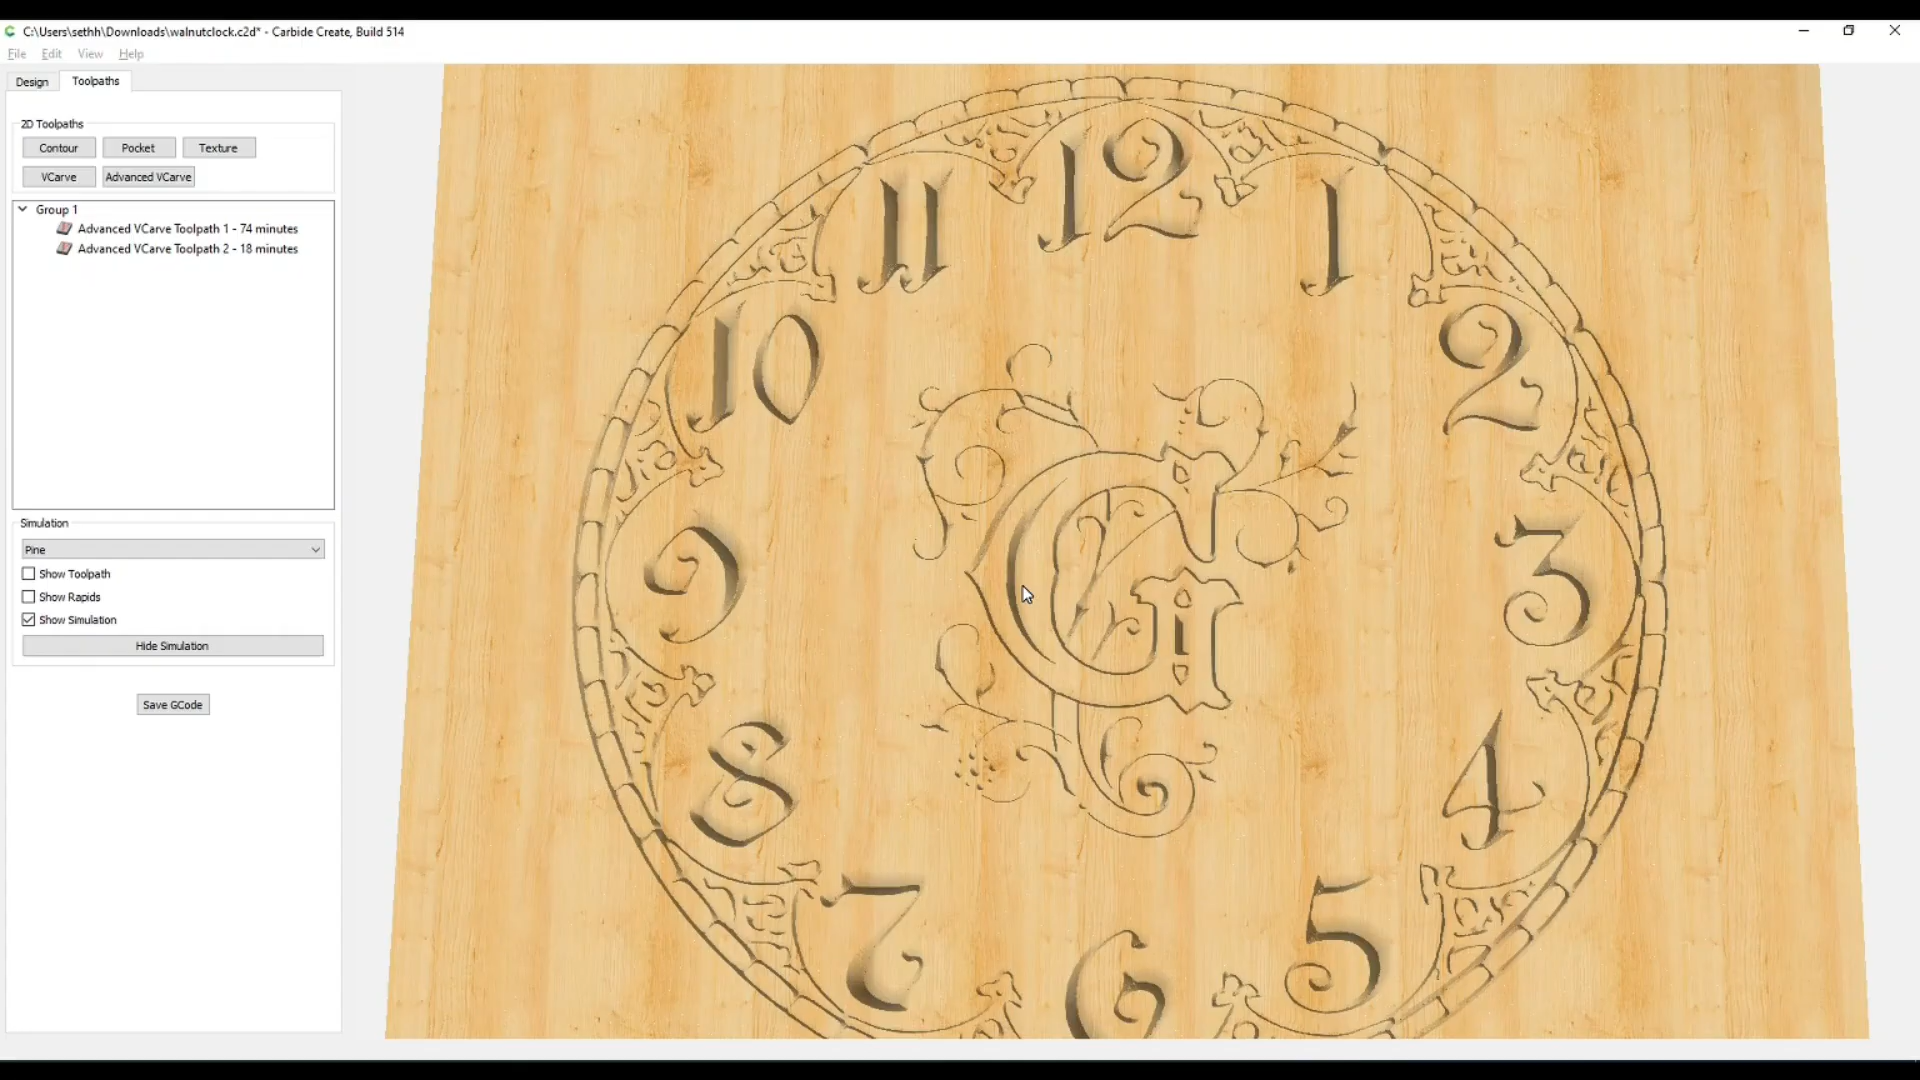 C:\Users\sethh\Downloads\walnutclock.c2d* - Carbide Create, Build 514
File Edit View Help
Design Toolpaths
2D Toolpaths
Contour Pocket Texture
VCarve Advanced VCarve
Group 1
Advanced VCarve Toolpath 1 - 74 minutes
Advanced VCarve Toolpath 2 - 18 minutes
Simulation
Pine
Show Toolpath
Show Rapids
Show Simulation
Hide Simulation
Save GCode
12
11
1
10
2
9
G
3
8
4
7
5
6